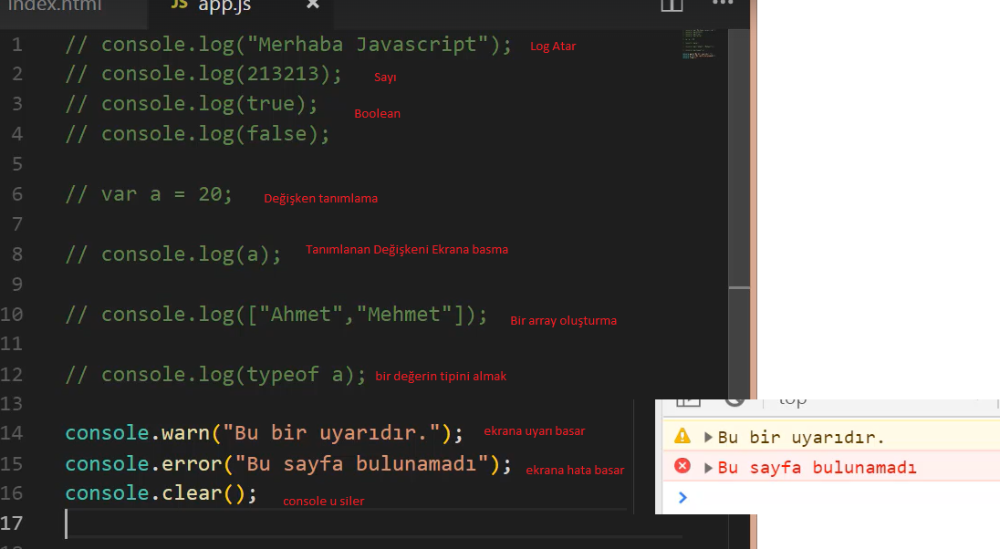 index.html JS app.js ×
1 // console.log("Merhaba Javascript"); Log Atar
2 // console.log(213213); Sayı
3 // console.log(true);
Boolean
4 // console.log(false);
5
6 // var a = 20; Değişken tanımlama
7
8 // console.log(a); Tanımlanan Değişkeni Ekrana basma
9
10 // console.log(["Ahmet","Mehmet"]); Bir array oluşturma
11
12 // console.log(typeof a); bir değerin tipini almak
13
14 console.warn("Bu bir uyarıdır."); ekrana uyarı basar
15 console.error("Bu sayfa bulunamadı"); ekrana hata basar
16 console.clear(); console u siler
17
top
Bu bir uyarıdır.
Bu sayfa bulunamadı